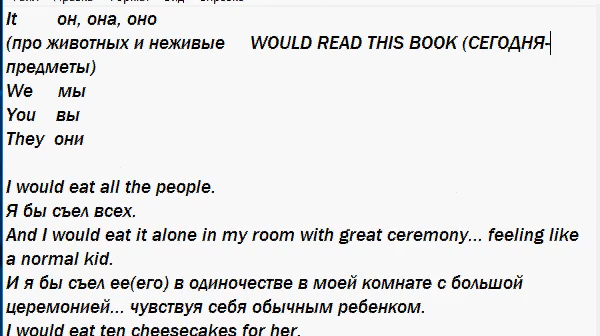 It он, она, оно
(про животных и неживые WOULD READ THIS BOOK (СЕГОДНЯ-
предметы)
We мы
You вы
They они
I would eat all the people.
Я бы съел всех.
And I would eat it alone in my room with great ceremony... feeling like
a normal kid.
И я бы съел ее(его) в одиночестве в моей комнате с большой
церемонией... чувствуя себя обычным ребенком.
I would eat ten cheesecakes for her.